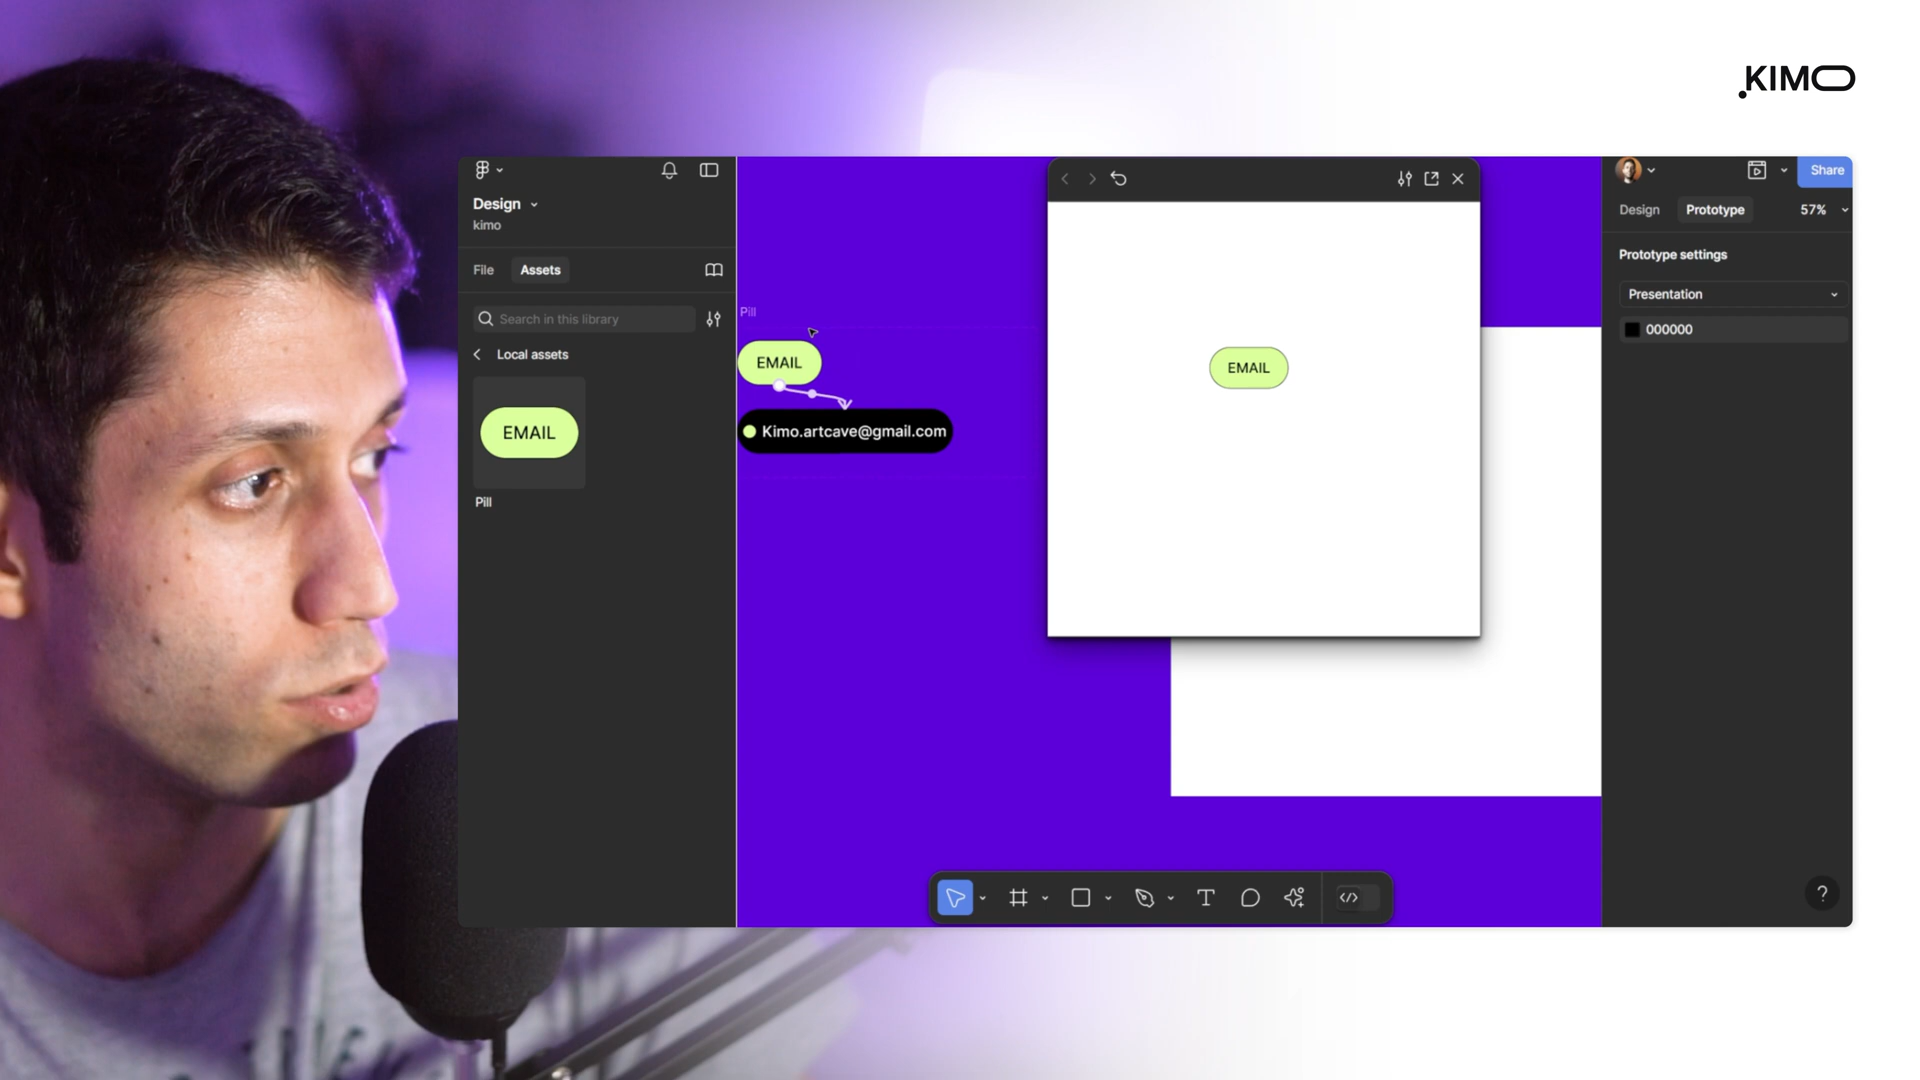 .KIMO
Design
kimo
File
Assets
Search in this library
Local assets
EMAIL
Pill
Pill
EMAIL
Kimo.artcave@gmail.com
EMAIL
Share
Design
Prototype
57%
Prototype settings
Presentation
000000
T
</>
?